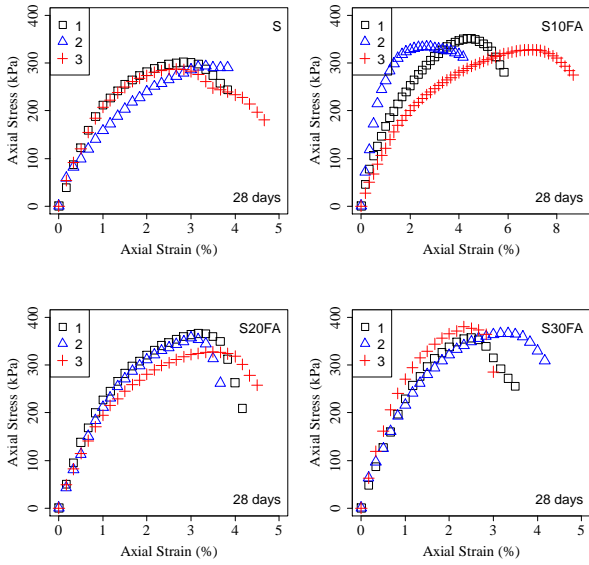 S
1
2
3
28 days
Axial Stress (kPa)
0 100 200 300 400
0 1 2 3 4 5
Axial Strain (%)
S10FA
1
2
3
28 days
Axial Stress (kPa)
0 100 200 300 400
0 2 4 6 8
Axial Strain (%)
S20FA
1
2
3
28 days
Axial Stress (kPa)
0 100 200 300 400
0 1 2 3 4 5
Axial Strain (%)
S30FA
1
2
3
28 days
Axial Stress (kPa)
0 100 200 300 400
0 1 2 3 4 5
Axial Strain (%)